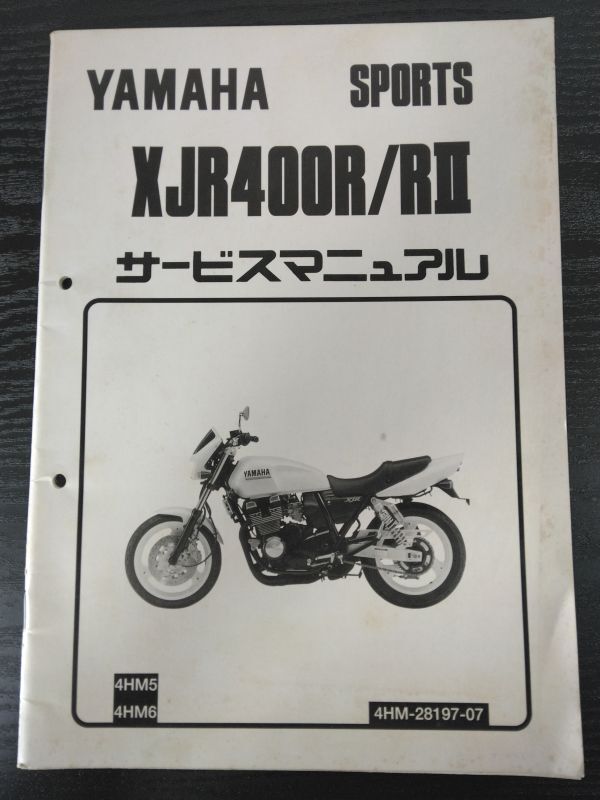 YAMAHA SPORTS
XJR400R/RⅡ
サービスマニュアル
YAMAHA
XJR
4HM5
4HM6
4HM-28197-07